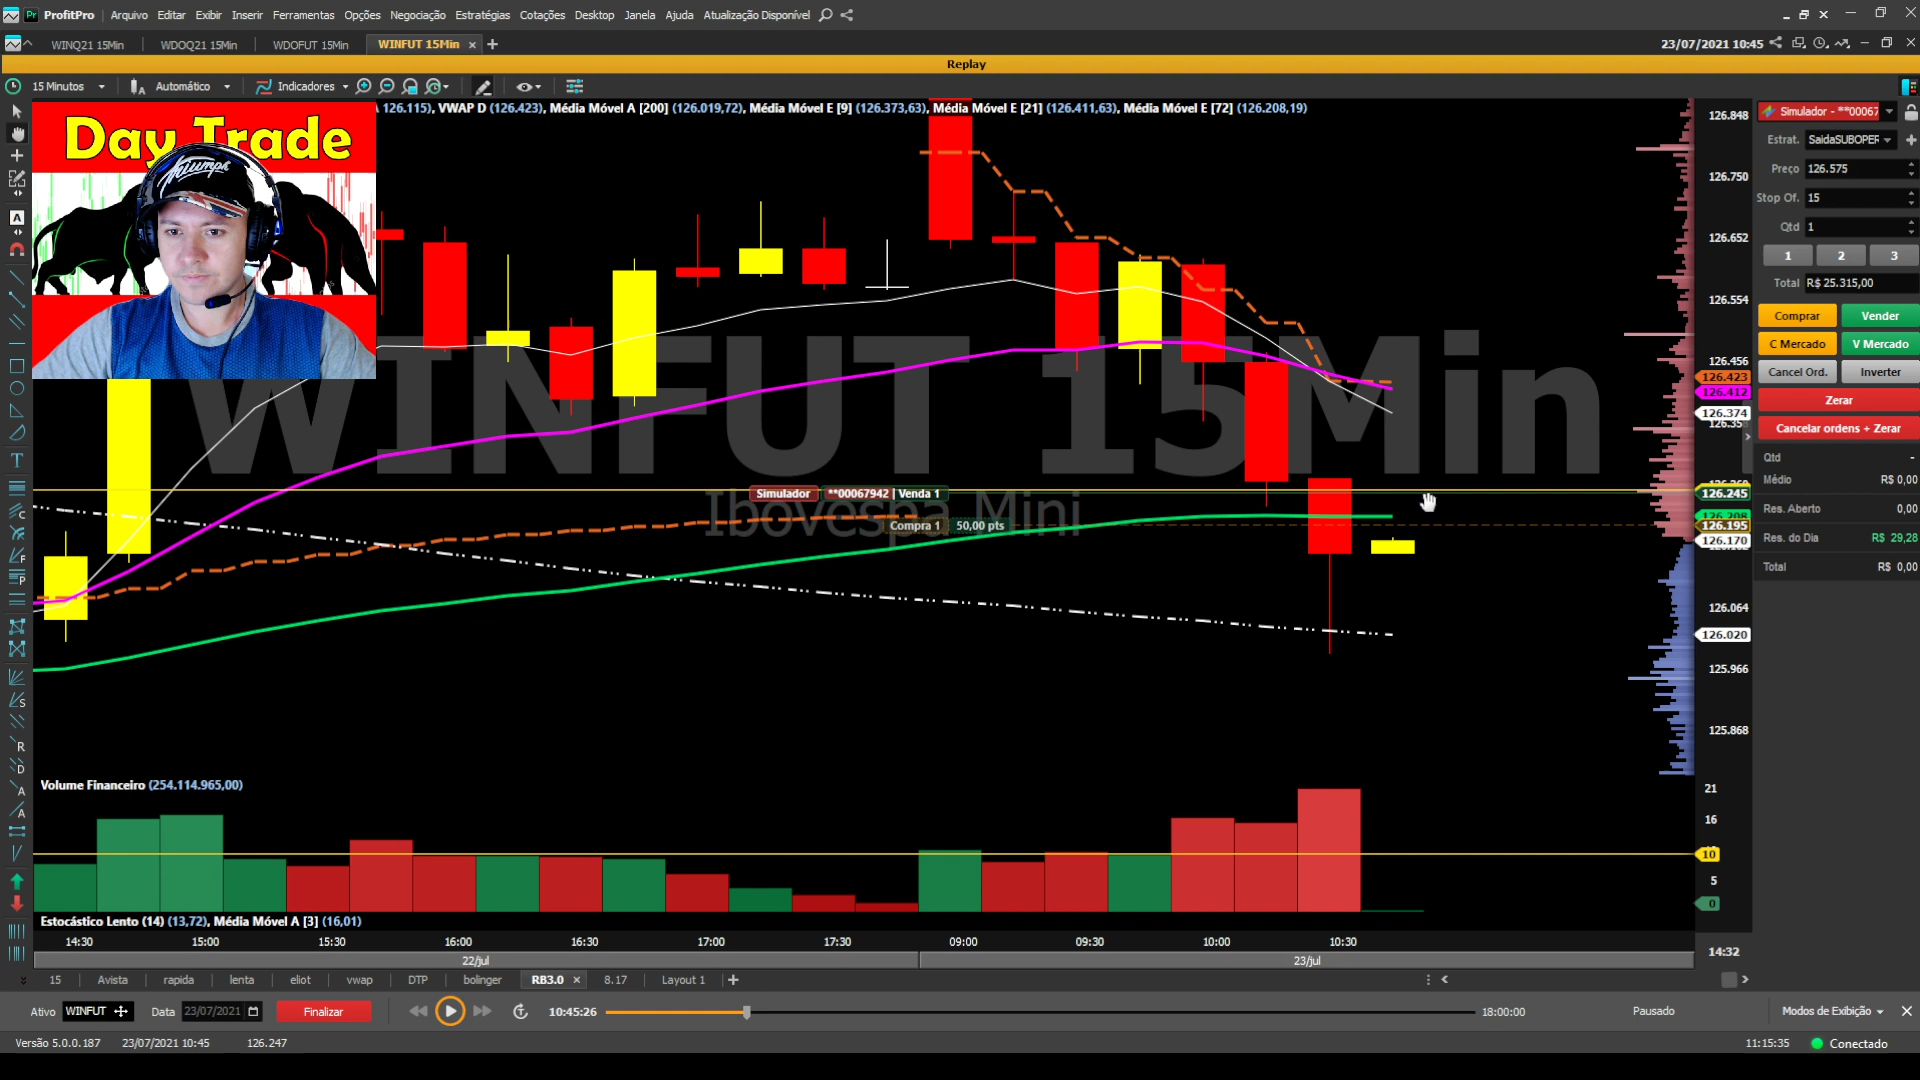 ProfitPro Arquivo Editar Exibir Inserir Ferramentas Opções Negociação Estratégias Cotações Desktop Janela Ajuda Atualização Disponível
WINQ21 15Min WDOQ21 15Min WDOFUT 15Min WINFUT 15Min 23/07/2021 10:45
Replay
15 Minutos Automático Indicadores
126.115), VWAP D (126.423), Média Móvel A [200] (126.019,72), Média Móvel E [9] (126.373,63), Média Móvel E [21] (126.411,63), Média Móvel E [72] (126.208,19)
Day Trade
Triumph
WINFUT 15Min
Ibovespa Mini
Simulador **00067942 | Venda 1
Compra 1 50,00 pts
126.848
126.750
126.652
126.554
126.456
126.423
126.412
126.374
126.245
126.208
126.195
126.170
126.064
126.020
125.966
125.868
Simulador - **00067
Estrat. SaidaSUBOPER
Preço 126.575
Stop Of. 15
Qtd 1
1 2 3
Total R$ 25.315,00
Comprar Vender
C Mercado V Mercado
Cancel Ord. Inverter
Zerar
Cancelar ordens + Zerar
Qtd -
Médio R$ 0,00
Res. Aberto 0,00
Res. do Dia R$ 29,28
Total R$ 0,00
Volume Financeiro (254.114.965,00)
21
16
10
5
0
Estocástico Lento (14) (13,72), Média Móvel A [3] (16,01)
14:30 15:00 15:30 16:00 16:30 17:00 17:30 09:00 09:30 10:00 10:30
14:32
22/jul 23/jul
15 Avista rapida lenta eliot vwap DTP bolinger RB3.0 8.17 Layout 1
Ativo WINFUT Data 23/07/2021 Finalizar 10:45:26 18:00:00 Pausado Modos de Exibição
Versão 5.0.0.187 23/07/2021 10:45 126.247 11:15:35 Conectado